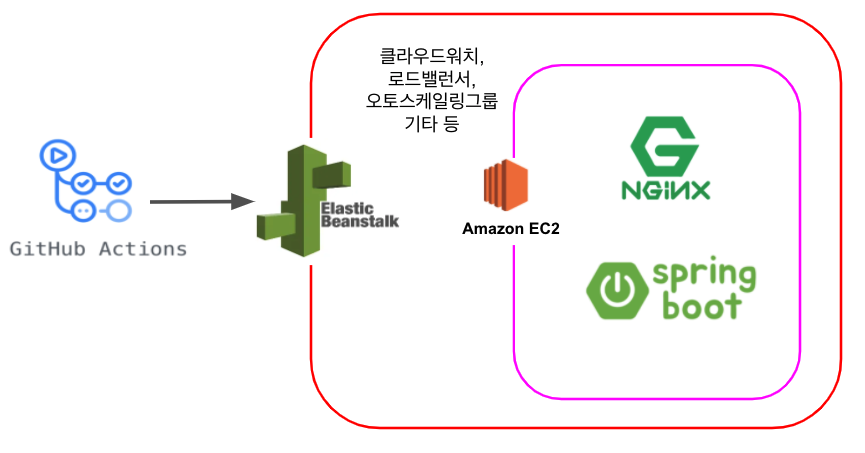 클라우드워치,
로드밸런서,
오토스케일링그룹
기타 등
NGiNX
Elastic
Beanstalk
Amazon EC2
GitHub Actions
spring
boot